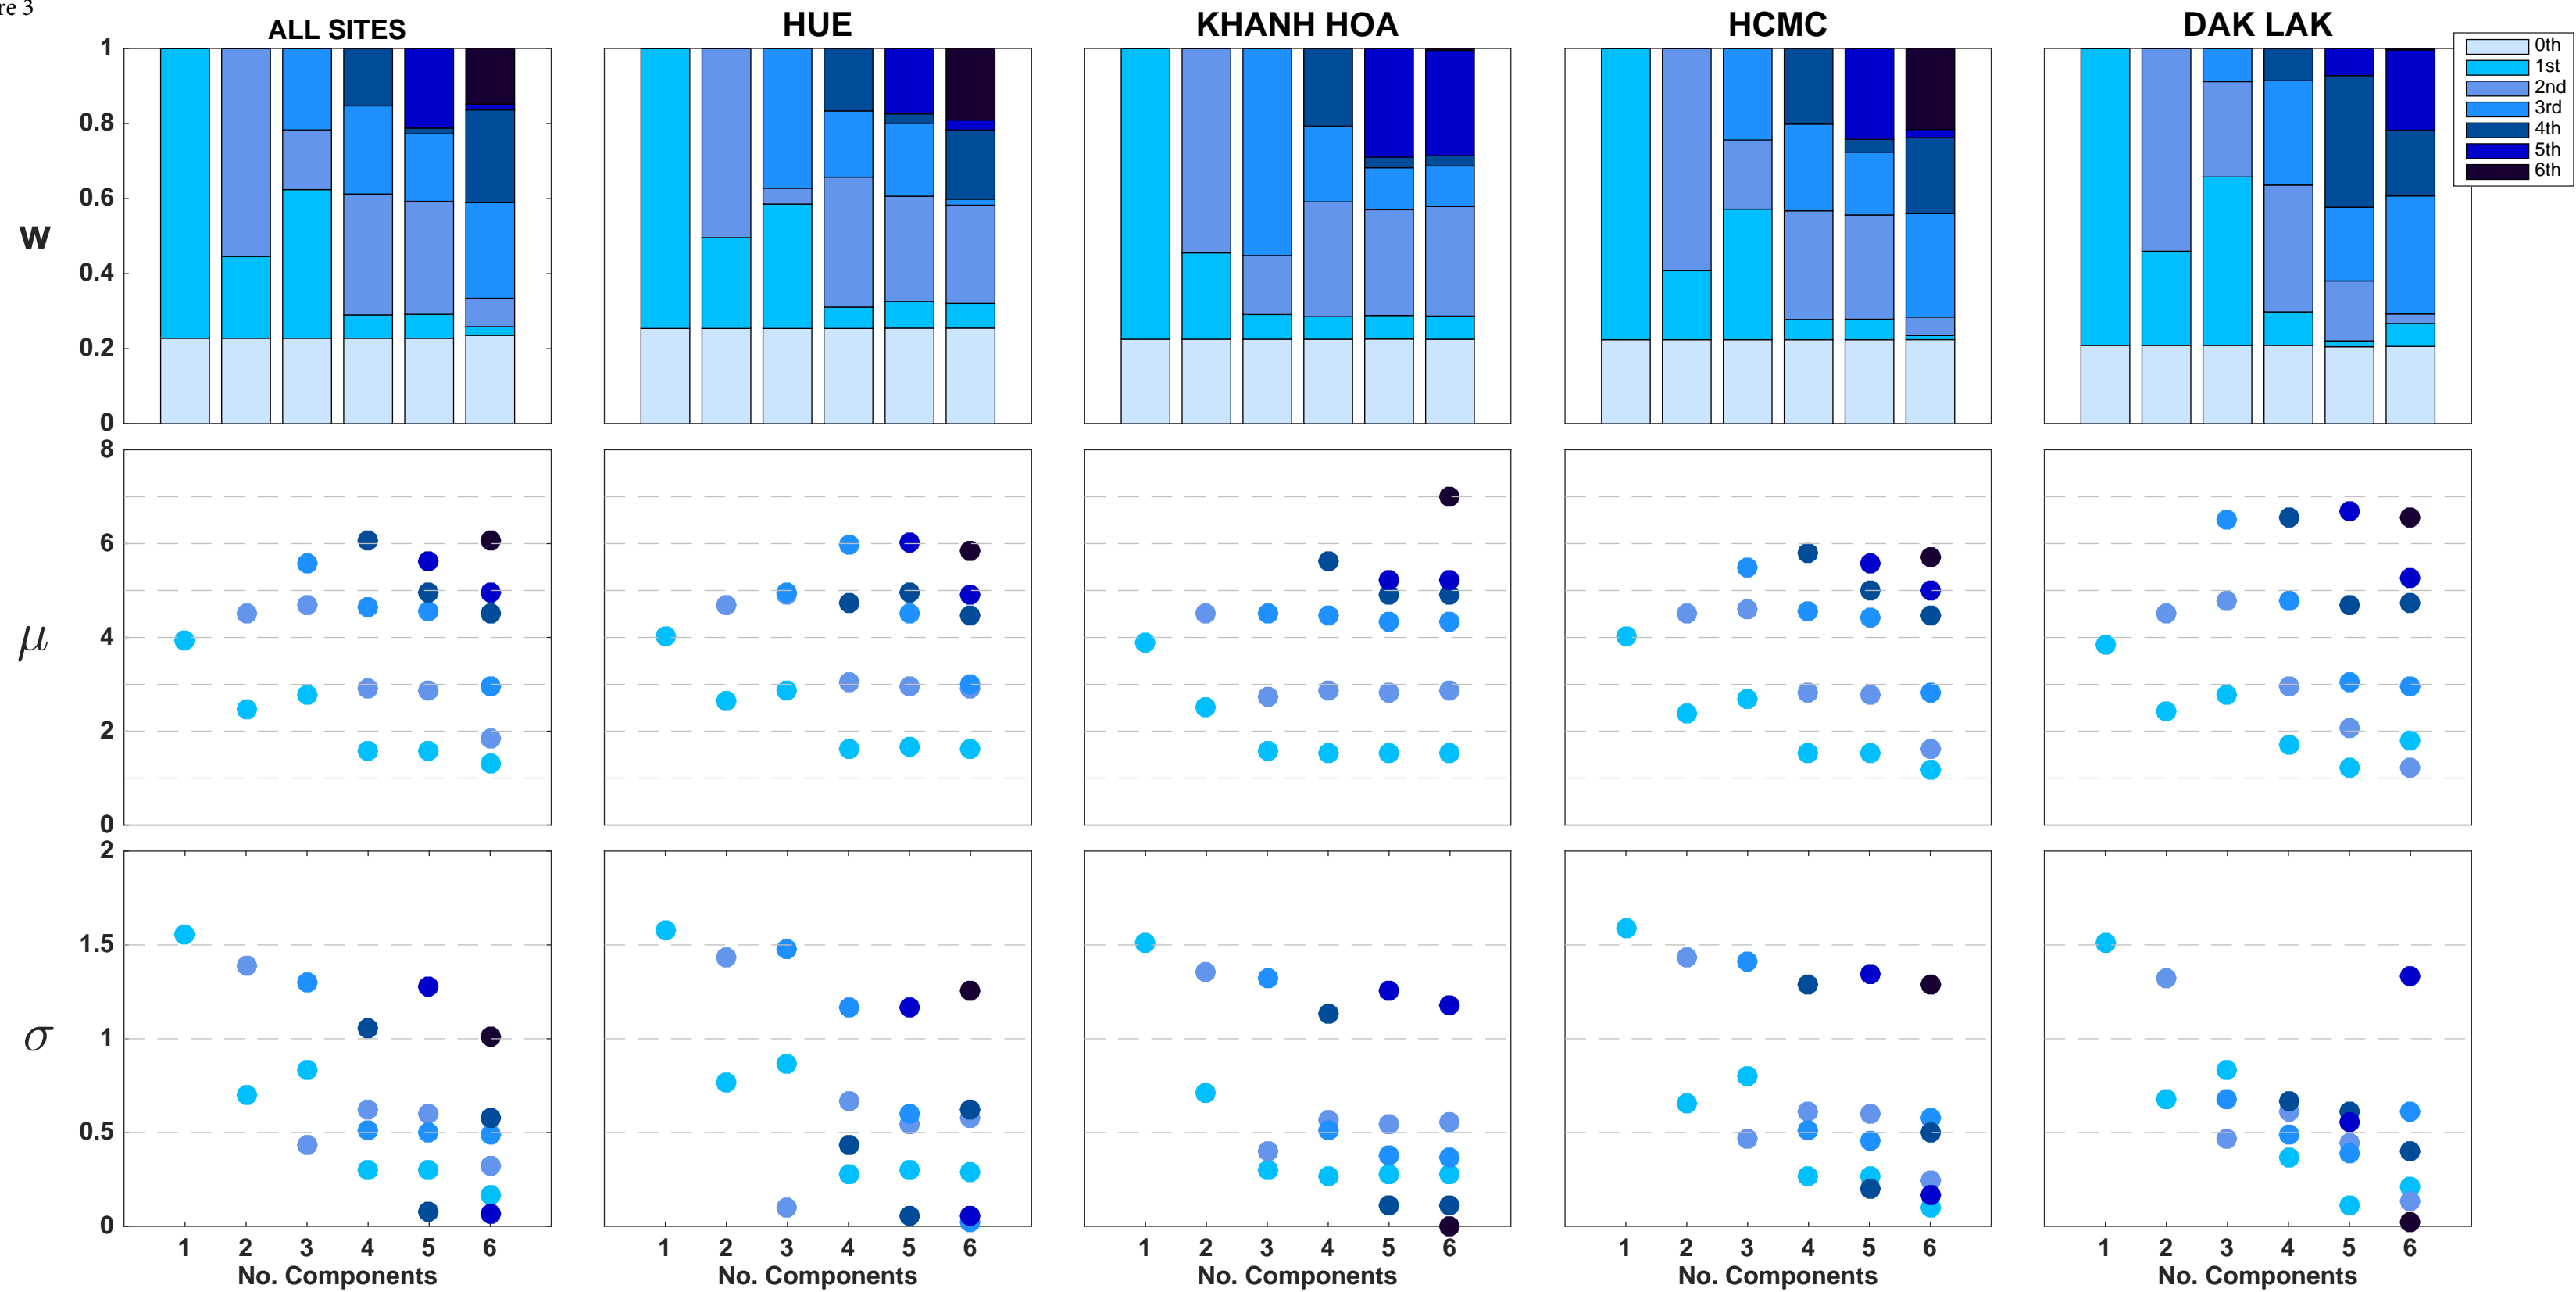 re 3
ALL SITES
HUE
KHANH HOA
HCMC
DAK LAK
0th
1st
2nd
3rd
4th
5th
6th
w
1
0.8
0.6
0.4
0.2
0
μ
8
6
4
2
0
σ
2
1.5
1
0.5
0
1 2 3 4 5 6
No. Components
1 2 3 4 5 6
No. Components
1 2 3 4 5 6
No. Components
1 2 3 4 5 6
No. Components
1 2 3 4 5 6
No. Components